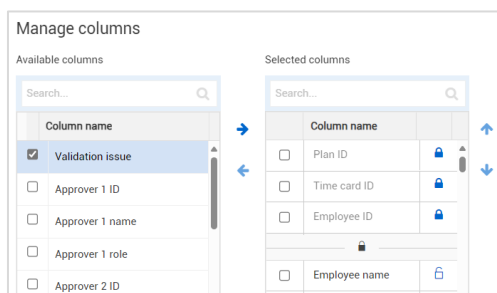 Manage columns
Available columns
Selected columns
Search...
Search...
Column name
Column name
Validation issue
Plan ID
Approver 1 ID
Time card ID
Approver 1 name
Employee ID
Approver 1 role
Approver 2 ID
Employee name